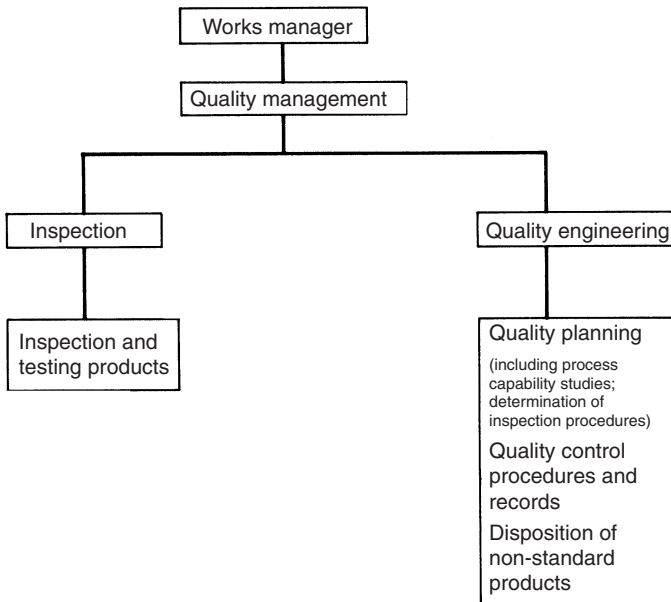 Works manager
Quality management
Inspection
Quality engineering
Inspection and
testing products
Quality planning
(including process
capability studies;
determination of
inspection procedures)
Quality control
procedures and
records
Disposition of
non-standard
products